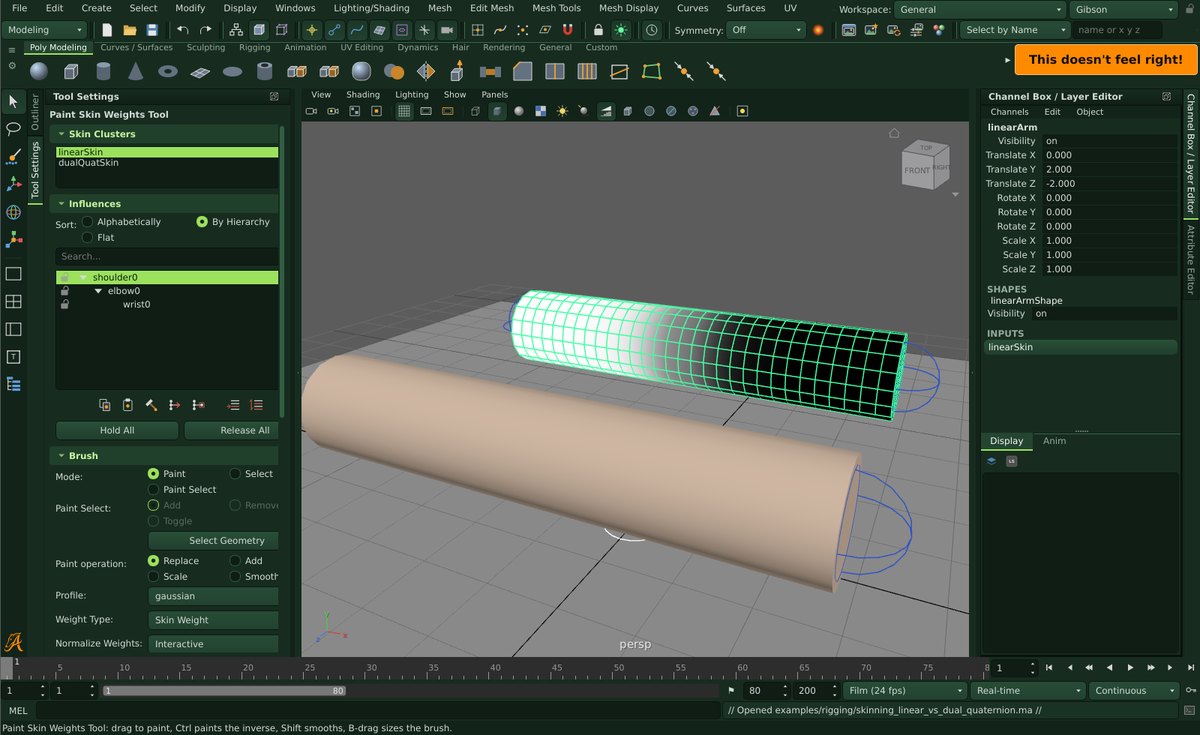 File Edit Create Select Modify Display Windows Lighting/Shading Mesh Edit Mesh Mesh Tools Mesh Display Curves Surfaces UV Workspace: General Gibson
Modeling Symmetry: Off Select by Name name or x y z
Poly Modeling Curves / Surfaces Sculpting Rigging Animation UV Editing Dynamics Hair Rendering General Custom
This doesn't feel right!
Tool Settings
Paint Skin Weights Tool
Outliner
Tool Settings
Skin Clusters
linearSkin
dualQuatSkin
Influences
Sort: Alphabetically By Hierarchy
Flat
Search...
shoulder0
elbow0
wrist0
Hold All Release All
Brush
Mode: Paint Select
Paint Select
Paint Select: Add Remove
Toggle
Select Geometry
Paint operation: Replace Add
Scale Smooth
Profile: gaussian
Weight Type: Skin Weight
Normalize Weights: Interactive
View Shading Lighting Show Panels
TOP
FRONT RIGHT
persp
y
x
z
Channel Box / Layer Editor
Channels Edit Object
linearArm
Visibility on
Translate X 0.000
Translate Y 2.000
Translate Z -2.000
Rotate X 0.000
Rotate Y 0.000
Rotate Z 0.000
Scale X 1.000
Scale Y 1.000
Scale Z 1.000
SHAPES
linearArmShape
Visibility on
INPUTS
linearSkin
Display Anim
LS
Channel Box / Layer Editor
Attribute Editor
1 5 10 15 20 25 30 35 40 45 50 55 60 65 70 75 8 1
1 1 1 80 80 200 Film (24 fps) Real-time Continuous
MEL // Opened examples/rigging/skinning_linear_vs_dual_quaternion.ma //
Paint Skin Weights Tool: drag to paint, Ctrl paints the inverse, Shift smooths, B-drag sizes the brush.